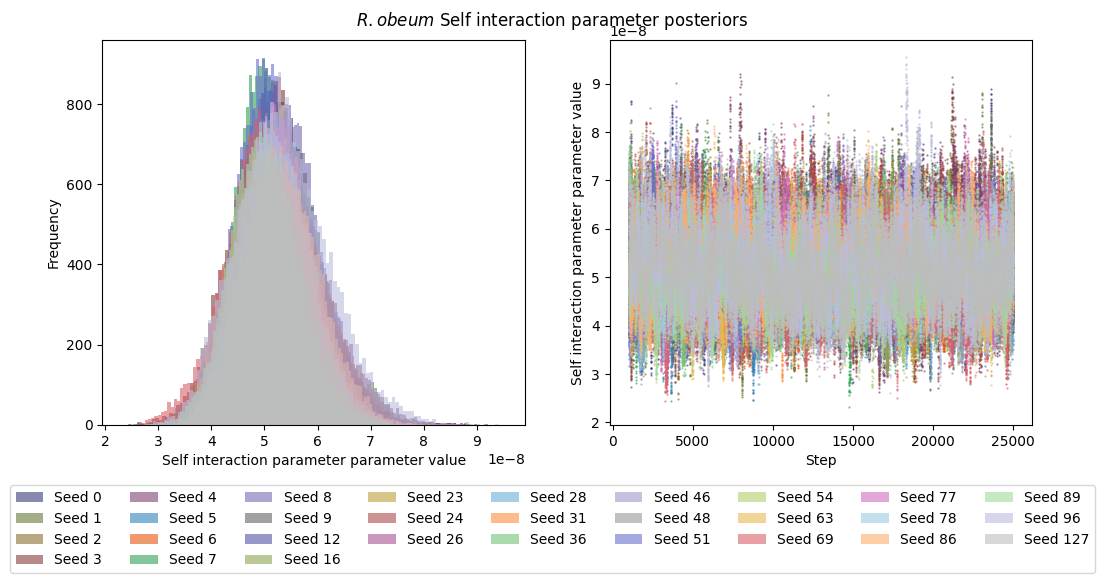 R. obeum Self interaction parameter posteriors
1e−8
Frequency
800
600
400
200
0
2 3 4 5 6 7 8 9
1e−8
Self interaction parameter parameter value
Self interaction parameter value
9
8
7
6
5
4
3
2
0 5000 10000 15000 20000 25000
Step
Seed 0 Seed 4 Seed 8 Seed 23 Seed 28 Seed 46 Seed 54 Seed 77 Seed 89
Seed 1 Seed 5 Seed 9 Seed 24 Seed 31 Seed 48 Seed 63 Seed 78 Seed 96
Seed 2 Seed 6 Seed 12 Seed 26 Seed 36 Seed 51 Seed 69 Seed 86 Seed 127
Seed 3 Seed 7 Seed 16